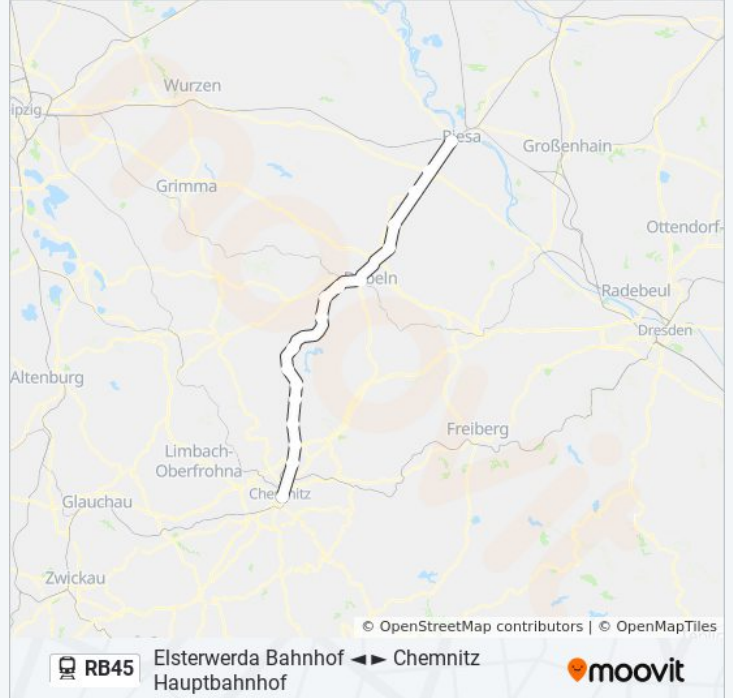 Wurzen
eipzig
Riesa
Großenhain
Grimma
Ottendorf-
Döbeln
Radebeul
Dresden
Altenburg
Freiberg
Limbach-
Oberfrohna
Chemnitz
Glauchau
Zwickau
© OpenStreetMap contributors | © OpenMapTiles
RB45
Elsterwerda Bahnhof ◄► Chemnitz
Hauptbahnhof
moovit